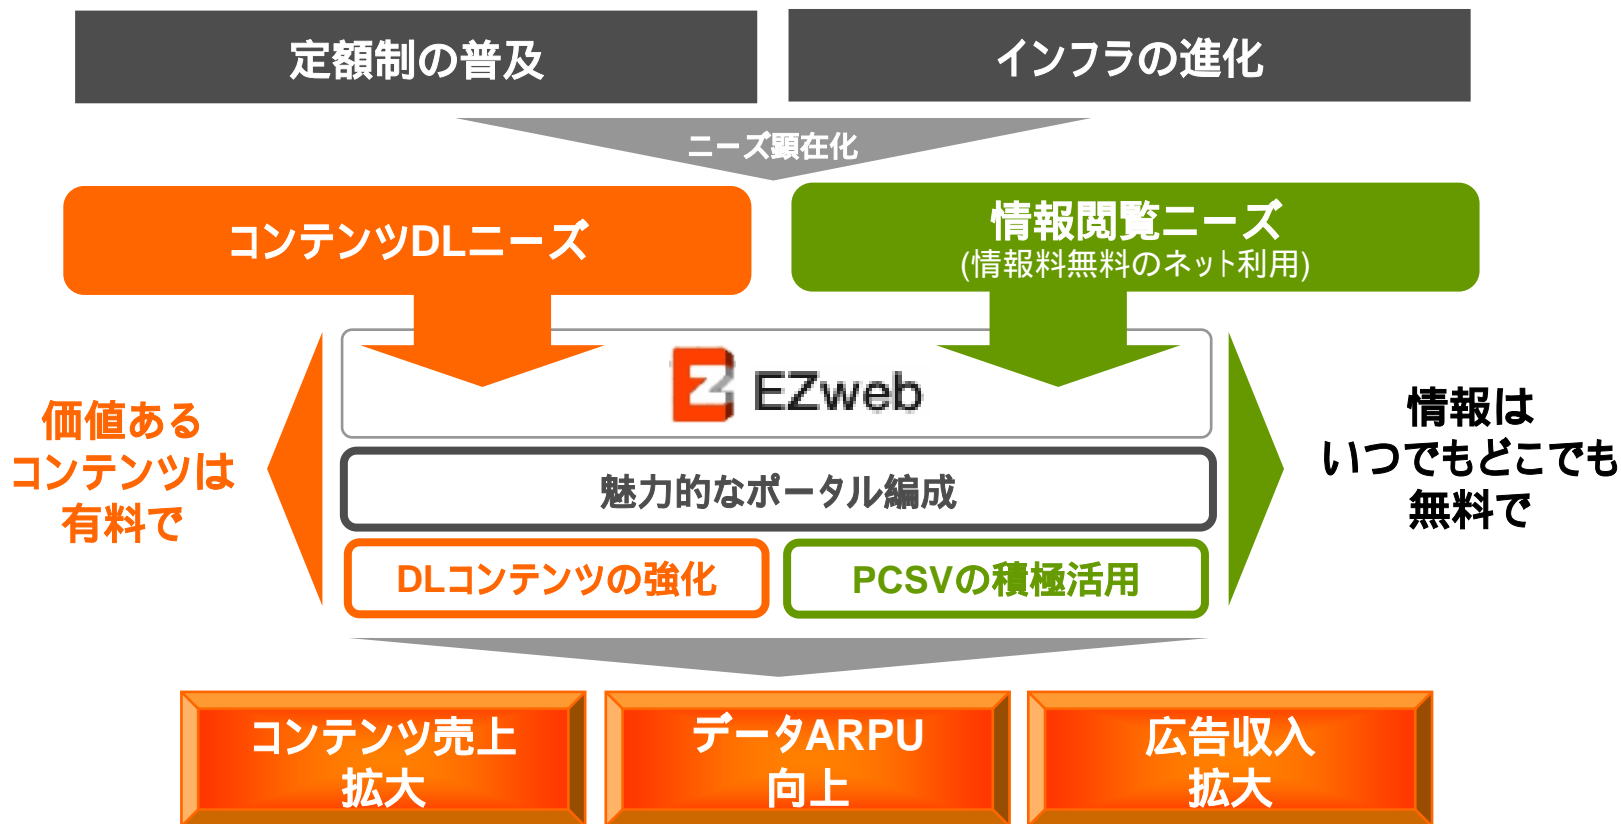 定額制の普及
インフラの進化
ニーズ顕在化
コンテンツDLニーズ
情報閲覧ニーズ
(情報料無料のネット利用)
EZweb
価値ある
コンテンツは
有料で
情報は
いつでもどこでも
無料で
魅力的なポータル編成
DLコンテンツの強化
PCSVの積極活用
コンテンツ売上
拡大
データARPU
向上
広告収入
拡大